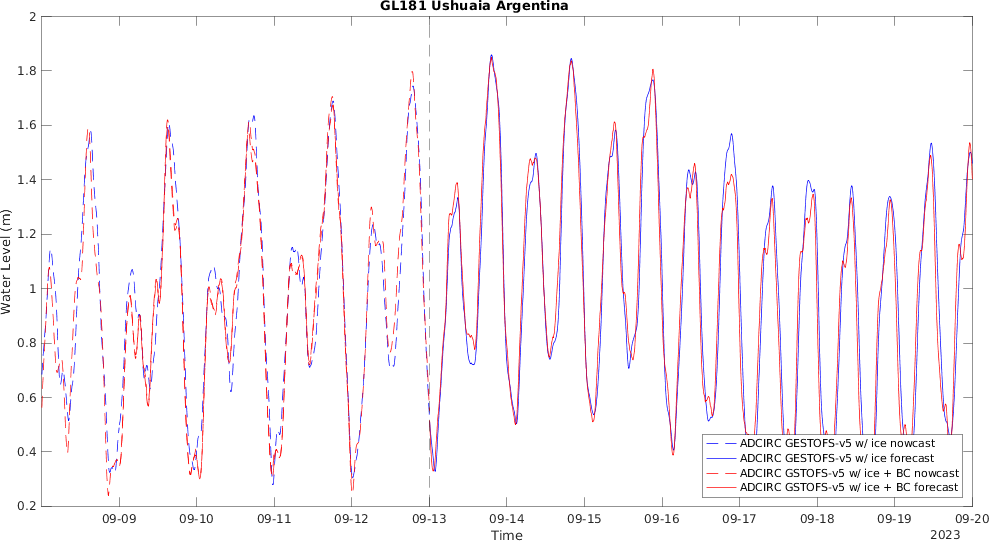 GL181 Ushuaia Argentina
2
1.8
1.6
1.4
1.2
1
0.8
0.6
0.4
0.2
Water Level (m)
ADCIRC GESTOFS-v5 w/ ice nowcast
ADCIRC GESTOFS-v5 w/ ice forecast
ADCIRC GSTOFS-v5 w/ ice + BC nowcast
ADCIRC GSTOFS-v5 w/ ice + BC forecast
09-09 09-10 09-11 09-12 09-13 09-14 09-15 09-16 09-17 09-18 09-19 09-20
Time
2023